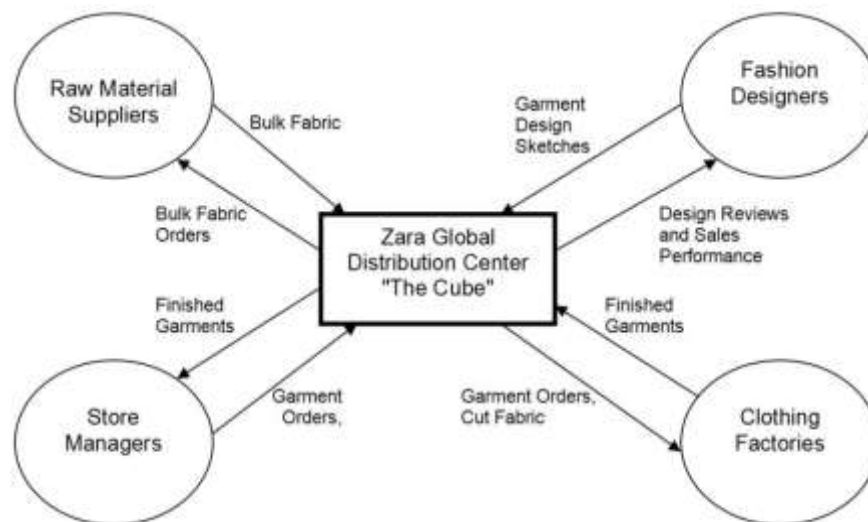 Raw Material
Suppliers
Fashion
Designers
Bulk Fabric
Garment
Design
Sketches
Bulk Fabric
Orders
Zara Global
Distribution Center
"The Cube"
Design Reviews
and Sales
Performance
Finished
Garments
Finished
Garments
Store
Managers
Garment
Orders,
Garment Orders,
Cut Fabric
Clothing
Factories